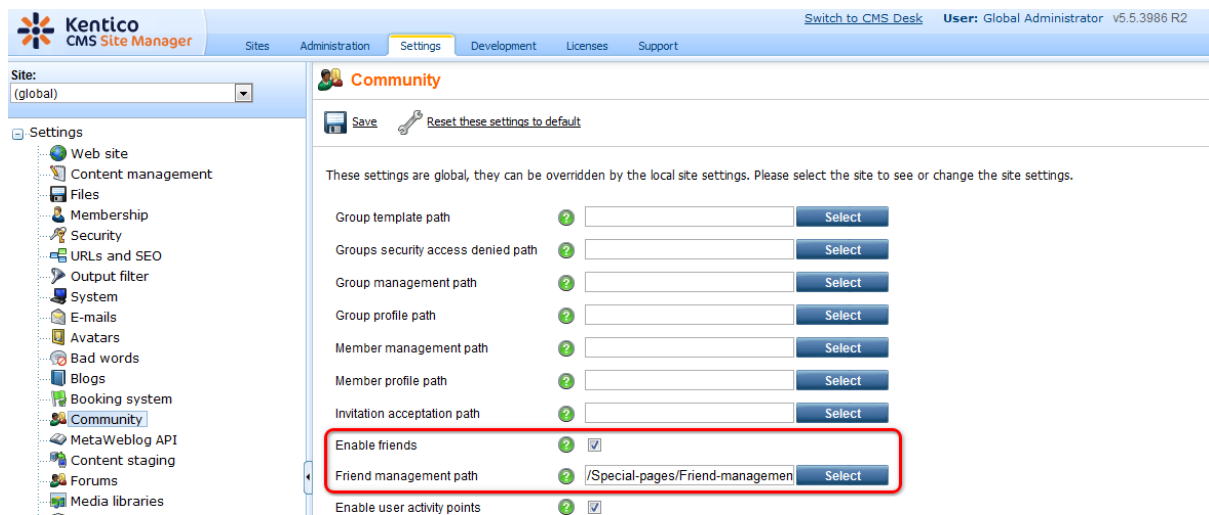 Kentico
CMS Site Manager
Switch to CMS Desk User: Global Administrator v5.5.3986 R2
Sites Administration Settings Development Licenses Support
Site:
(global)
Settings
Web site
Content management
Files
Membership
Security
URLs and SEO
Output filter
System
E-mails
Avatars
Bad words
Blogs
Booking system
Community
MetaWeblog API
Content staging
Forums
Media libraries
Community
Save Reset these settings to default
These settings are global, they can be overridden by the local site settings. Please select the site to see or change the site settings.
Group template path Select
Groups security access denied path Select
Group management path Select
Group profile path Select
Member management path Select
Member profile path Select
Invitation acceptation path Select
Enable friends
Friend management path /Special-pages/Friend-managemen Select
Enable user activity points